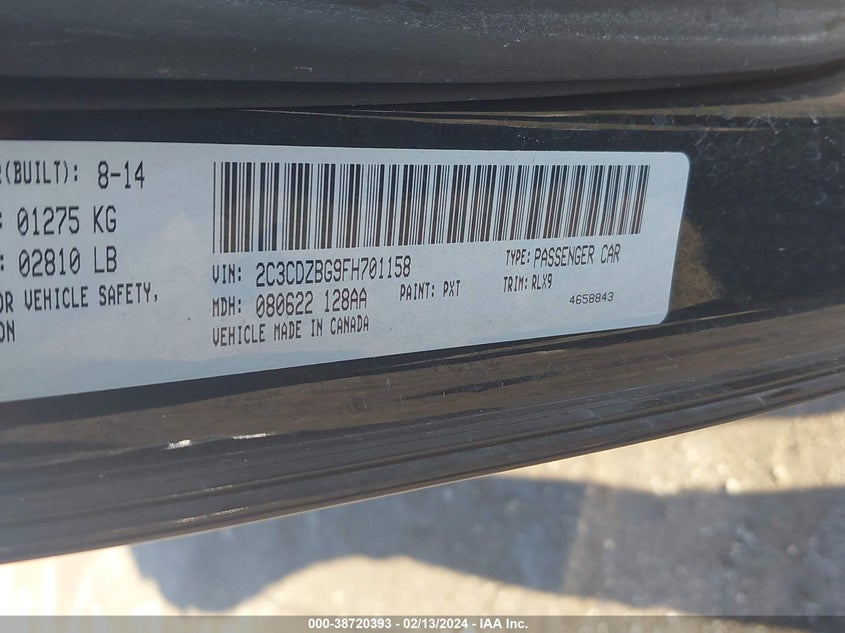 R(BUILT): 8-14
: 01275 KG
: 02810 LB
OR VEHICLE SAFETY,
ON
VIN: 2C3CDZBG9FH701158
TYPE: PASSENGER CAR
MDH: 080622 128AA
PAINT: PXT
TRIM: RLX9
VEHICLE MADE IN CANADA
4658843
000-38720393 - 02/13/2024 - IAA Inc.